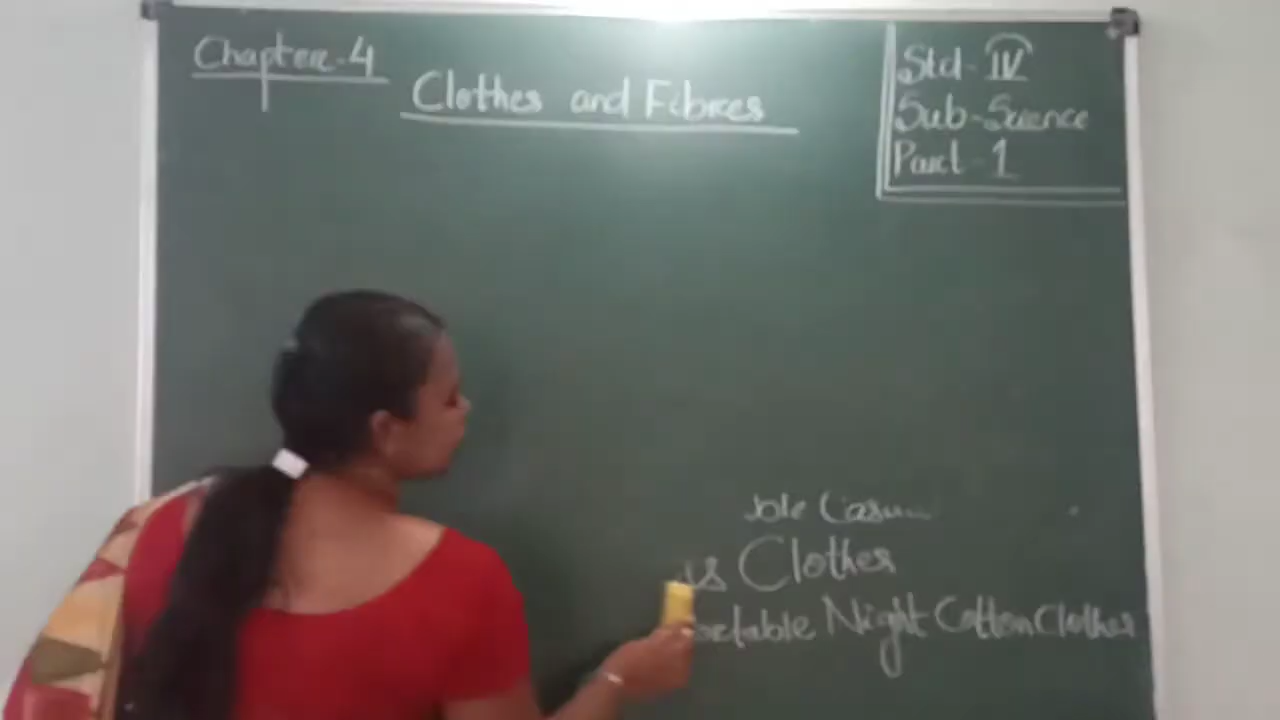 Chapter-4
Clothes and Fibres
Std-IV
Sub-Science
Part-1
Clothes
Night Cotton Clothes